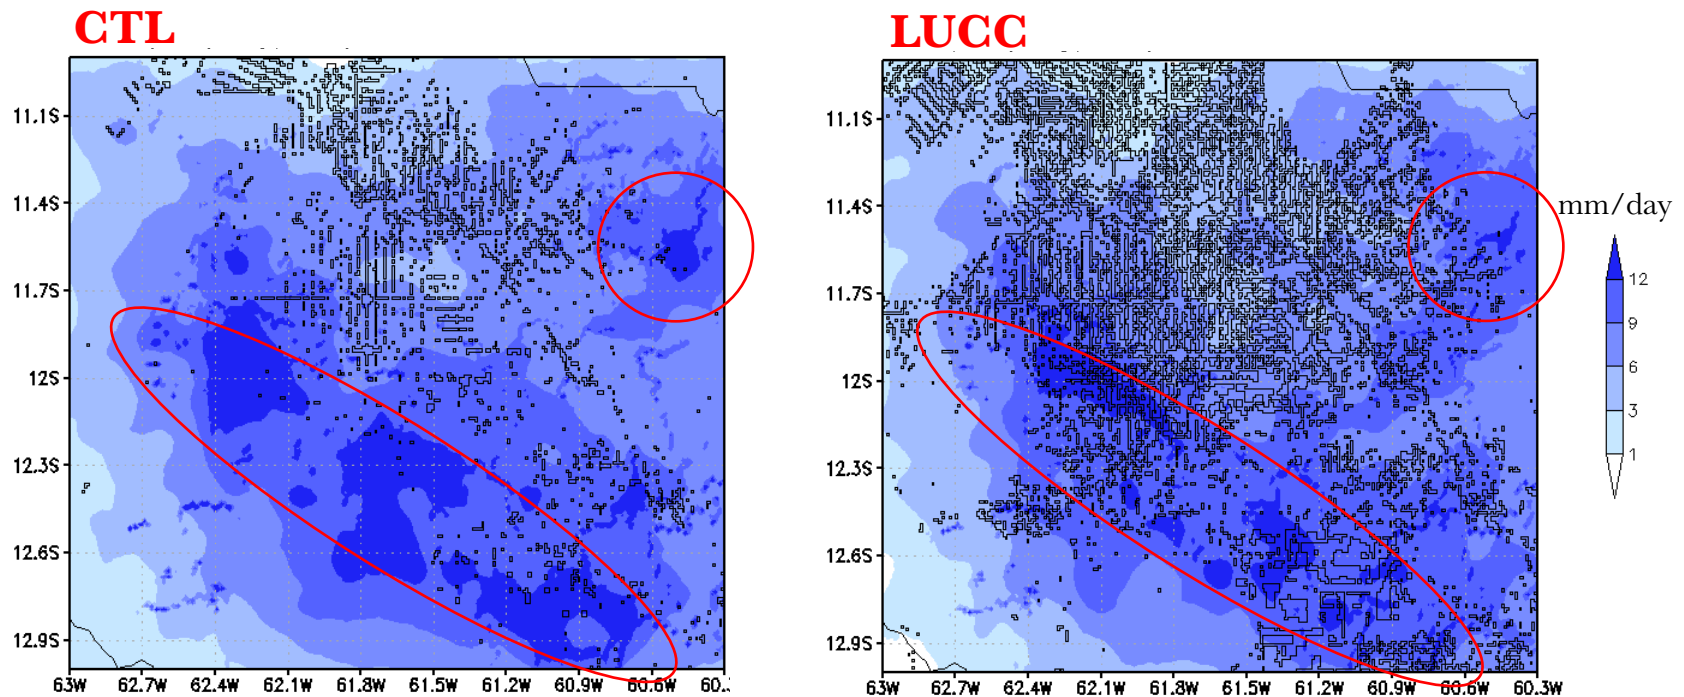 CTL
LUCC
11.1S
11.4S
11.7S
12S
12.3S
12.6S
12.9S
63W 62.7W 62.4W 62.1W 61.8W 61.5W 61.2W 60.9W 60.6W 60.
11.1S
11.4S
11.7S
12S
12.3S
12.6S
12.9S
63W 62.7W 62.4W 62.1W 61.8W 61.5W 61.2W 60.9W 60.6W 60.3W
mm/day
12
9
6
3
1